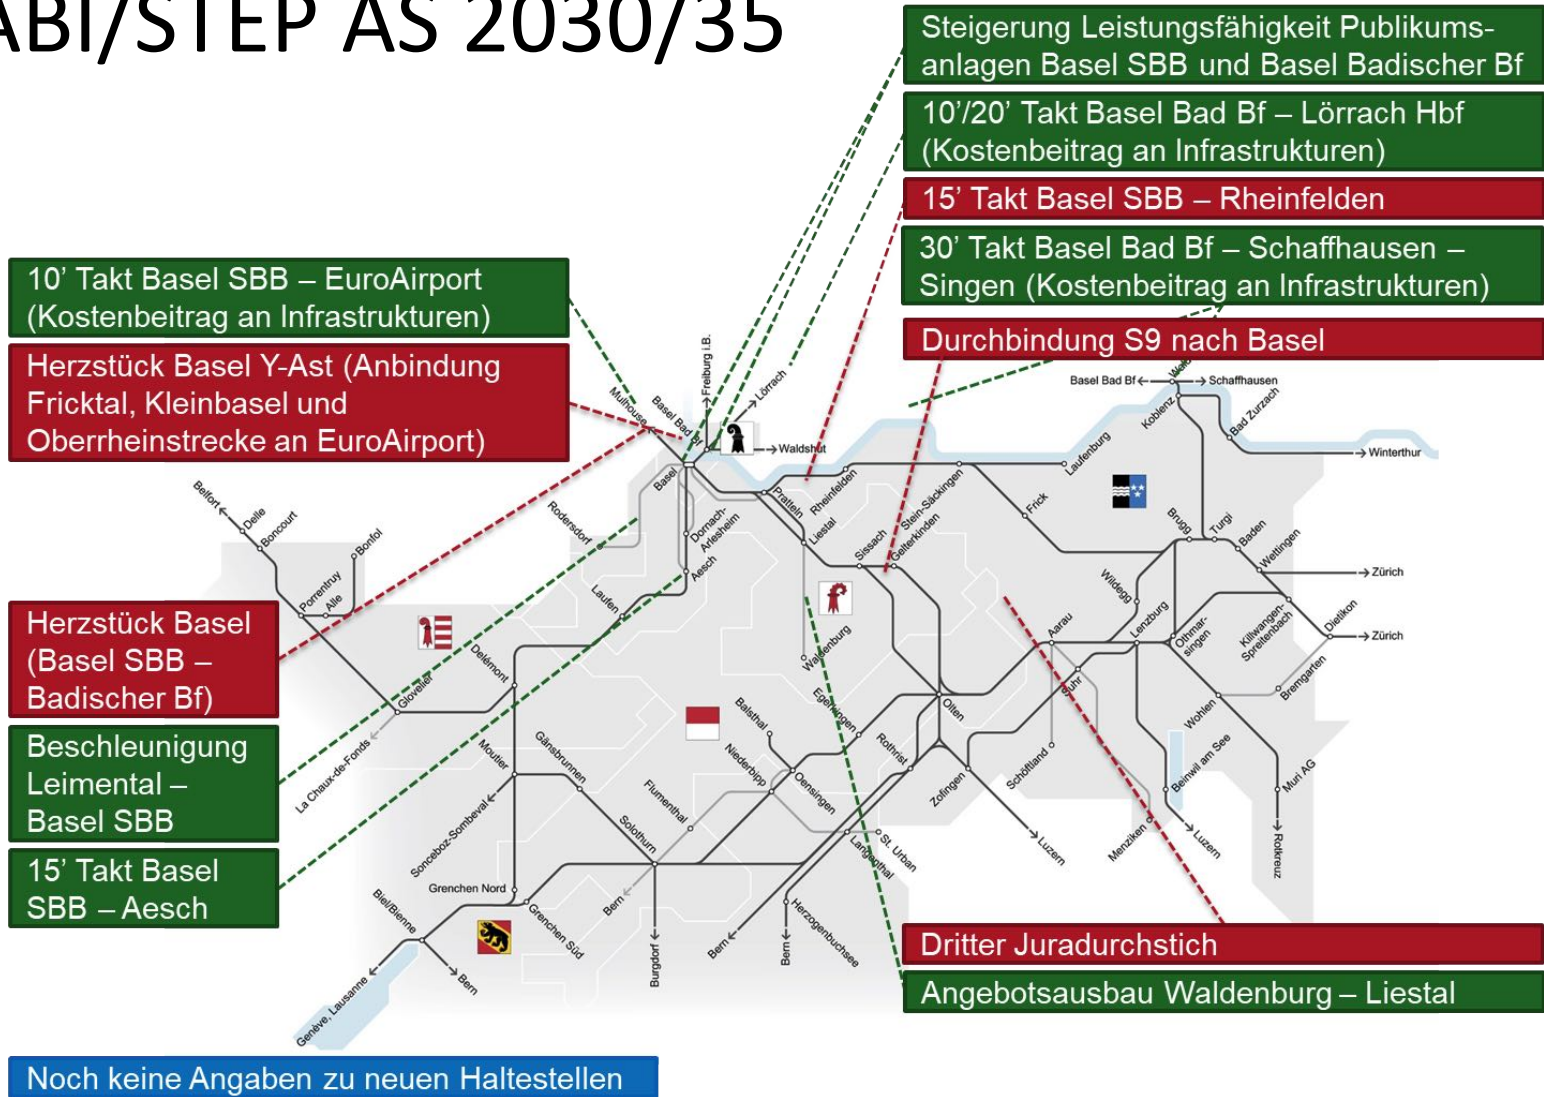 ABI/STEP AS 2030/35
Steigerung Leistungsfähigkeit Publikums-
anlagen Basel SBB und Basel Badischer Bf
10’/20’ Takt Basel Bad Bf – Lörrach Hbf
(Kostenbeitrag an Infrastrukturen)
15’ Takt Basel SBB – Rheinfelden
30’ Takt Basel Bad Bf – Schaffhausen –
Singen (Kostenbeitrag an Infrastrukturen)
Durchbindung S9 nach Basel
10’ Takt Basel SBB – EuroAirport
(Kostenbeitrag an Infrastrukturen)
Herzstück Basel Y-Ast (Anbindung
Fricktal, Kleinbasel und
Oberrheinstrecke an EuroAirport)
Herzstück Basel
(Basel SBB –
Badischer Bf)
Beschleunigung
Leimental –
Basel SBB
15’ Takt Basel
SBB – Aesch
Dritter Juradurchstich
Angebotsausbau Waldenburg – Liestal
Noch keine Angaben zu neuen Haltestellen
Freiburg i.B.
Lörrach
Mulhouse
Basel Bad Bf
Waldshut
Basel Bad Bf
Schaffhausen
Koblenz
Bad Zurzach
Winterthur
Laufenburg
Basel
Pratteln
Rheinfelden
Stein-Säckingen
Frick
Belfort
Delle
Boncourt
Bonfol
Rodersdorf
Dornach-
Arlesheim
Liestal
Sissach
Gelterkinden
Brugg
Turgi
Baden
Wettingen
Zürich
Porrentruy
Alle
Laufen
Aesch
Wildegg
Lenzburg
Othmar-
singen
Killwangen-
Spreitenbach
Dietikon
Zürich
Aarau
Delémont
Glovelier
Waldenburg
Suhr
Bremgarten
Wohlen
Olten
Egerkingen
Balsthal
La Chaux-de-Fonds
Moutier
Gänsbrunnen
Niederbipp
Oensingen
Rothrist
Zofingen
Schöftland
Beinwil am See
Muri AG
Sonceboz-Sombeval
Flumenthal
Solothurn
Langenthal
St. Urban
Luzern
Menziken
Luzern
Rotkreuz
Grenchen Nord
Biel/Bienne
Grenchen Süd
Bern
Burgdorf
Bern
Bern
Herzogenbuchsee
Bern
Genève, Lausanne